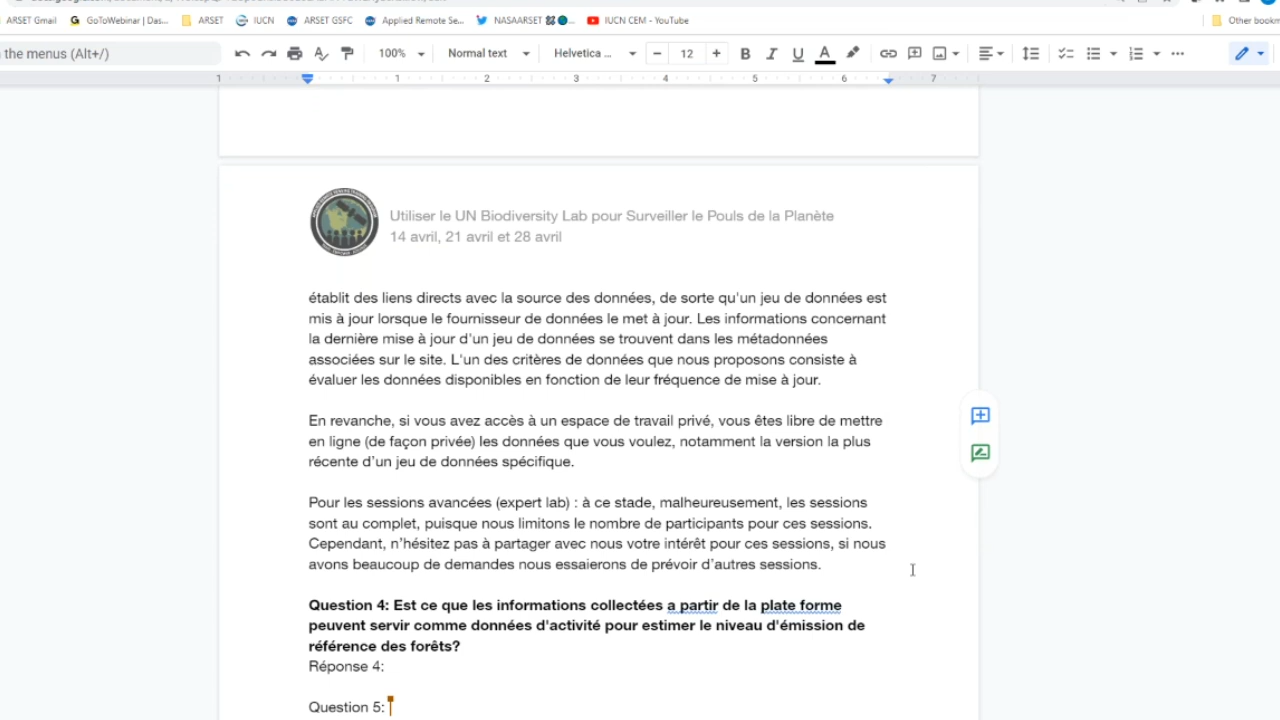 ARSET Gmail GoToWebinar | Das... ARSET IUCN ARSET GSFC Applied Remote Se... NASAARSET IUCN CEM - YouTube Other bookm
the menus (Alt+/) 100% Normal text Helvetica ... 12 B I U A
1 1 2 3 4 5 6 7
Utiliser le UN Biodiversity Lab pour Surveiller le Pouls de la Planète
14 avril, 21 avril et 28 avril
établit des liens directs avec la source des données, de sorte qu'un jeu de données est
mis à jour lorsque le fournisseur de données le met à jour. Les informations concernant
la dernière mise à jour d'un jeu de données se trouvent dans les métadonnées
associées sur le site. L'un des critères de données que nous proposons consiste à
évaluer les données disponibles en fonction de leur fréquence de mise à jour.
En revanche, si vous avez accès à un espace de travail privé, vous êtes libre de mettre
en ligne (de façon privée) les données que vous voulez, notamment la version la plus
récente d'un jeu de données spécifique.
Pour les sessions avancées (expert lab) : à ce stade, malheureusement, les sessions
sont au complet, puisque nous limitons le nombre de participants pour ces sessions.
Cependant, n'hésitez pas à partager avec nous votre intérêt pour ces sessions, si nous
avons beaucoup de demandes nous essaierons de prévoir d'autres sessions.
Question 4: Est ce que les informations collectées a partir de la plate forme
peuvent servir comme données d'activité pour estimer le niveau d'émission de
référence des forêts?
Réponse 4:
Question 5: